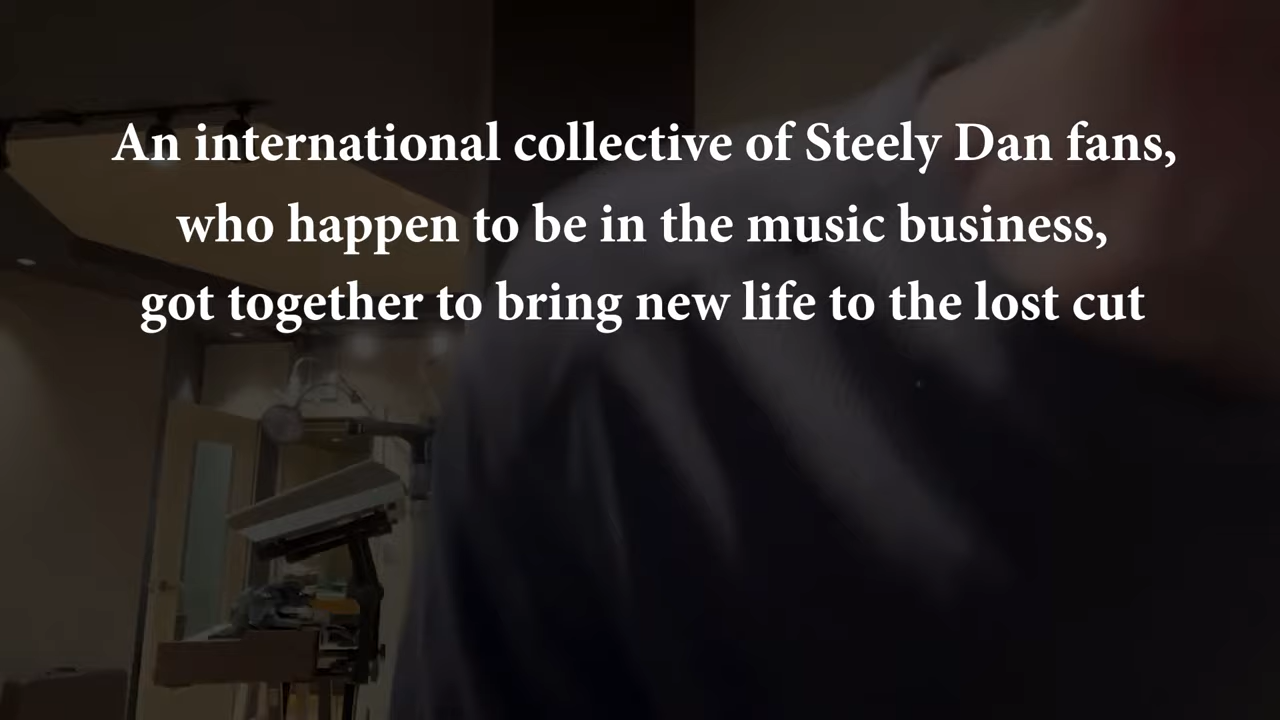 An international collective of Steely Dan fans,
who happen to be in the music business,
got together to bring new life to the lost cut